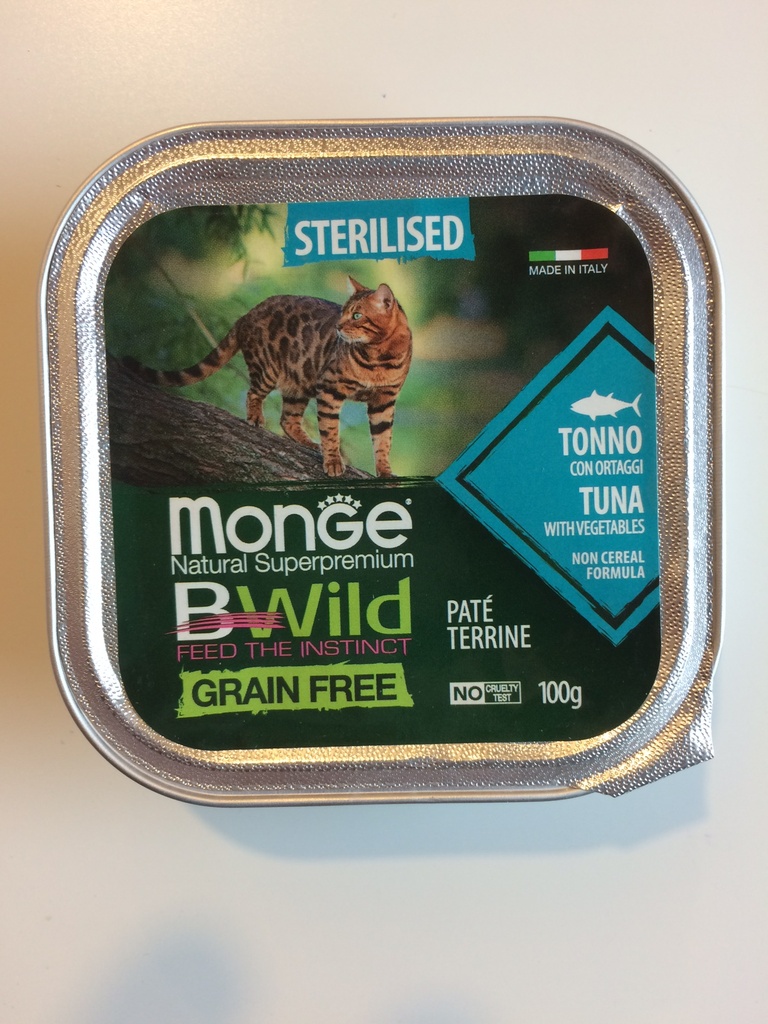 STERILISED
MADE IN ITALY
TONNO
CON ORTAGGI
TUNA
WITH VEGETABLES
NON CEREAL
FORMULA
MonGe®
Natural Superpremium
BWild
FEED THE INSTINCT
GRAIN FREE
PATÉ
TERRINE
NO CRUELTY
TEST
100g